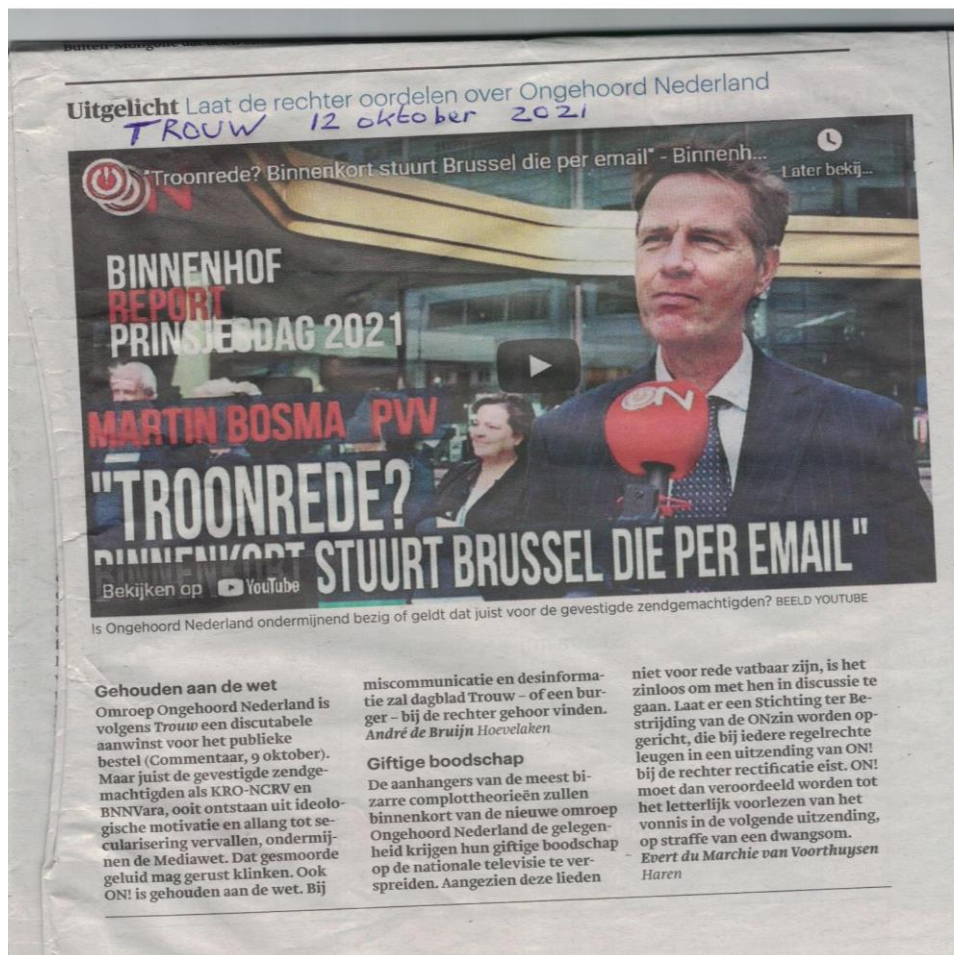 Uitgelicht Laat de rechter oordelen over Ongehoord Nederland
TROUW 12 oktober 2021
"Troonrede? Binnenkort stuurt Brussel die per email" - Binnenh...
Later bekij...
BINNENHOF
REPORT
PRINSJESDAG 2021
MARTIN BOSMA PVV
"TROONREDE?
BINNENKORT STUURT BRUSSEL DIE PER EMAIL"
Bekijken op YouTube
ON
Is Ongehoord Nederland ondermijnend bezig of geldt dat juist voor de gevestigde zendgemachtigden? BEELD YOUTUBE
Gehouden aan de wet
Omroep Ongehoord Nederland is
volgens Trouw een discutabele
aanwinst voor het publieke
bestel (Commentaar, 9 oktober).
Maar juist de gevestigde zendge-
machtigden als KRO-NCRV en
BNNVara, ooit ontstaan uit ideolo-
gische motivatie en allang tot se-
cularisering vervallen, ondermij-
nen de Mediawet. Dat gesmoorde
geluid mag gerust klinken. Ook
ON! is gehouden aan de wet. Bij
miscommunicatie en desinforma-
tie zal dagblad Trouw – of een bur-
ger – bij de rechter gehoor vinden.
André de Bruijn Hoevelaken
Giftige boodschap
De aanhangers van de meest bi-
zarre complottheorieën zullen
binnenkort van de nieuwe omroep
Ongehoord Nederland de gelegen-
heid krijgen hun giftige boodschap
op de nationale televisie te ver-
spreiden. Aangezien deze lieden
niet voor rede vatbaar zijn, is het
zinloos om met hen in discussie te
gaan. Laat er een Stichting ter Be-
strijding van de ONzin worden op-
gericht, die bij iedere regelrechte
leugen in een uitzending van ON!
bij de rechter rectificatie eist. ON!
moet dan veroordeeld worden tot
het letterlijk voorlezen van het
vonnis in de volgende uitzending,
op straffe van een dwangsom.
Evert du Marchie van Voorthuysen
Haren